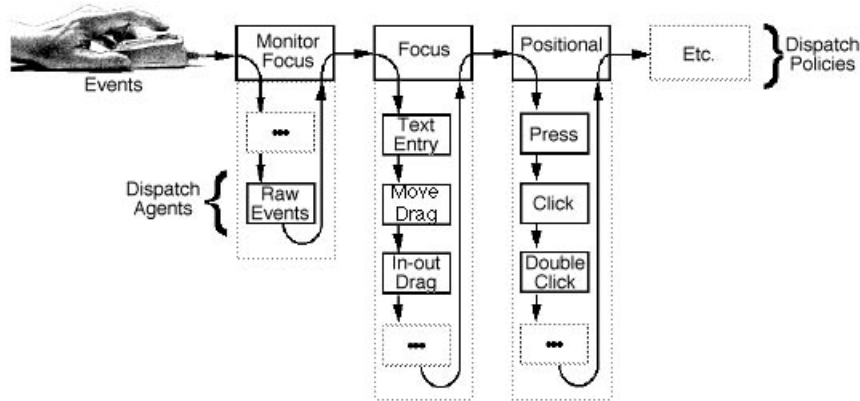 Events
Monitor
Focus
Focus
Positional
Etc.
Dispatch
Policies
•••
Dispatch
Agents
Raw
Events
Text
Entry
Move
Drag
In-out
Drag
•••
Press
Click
Double
Click
•••